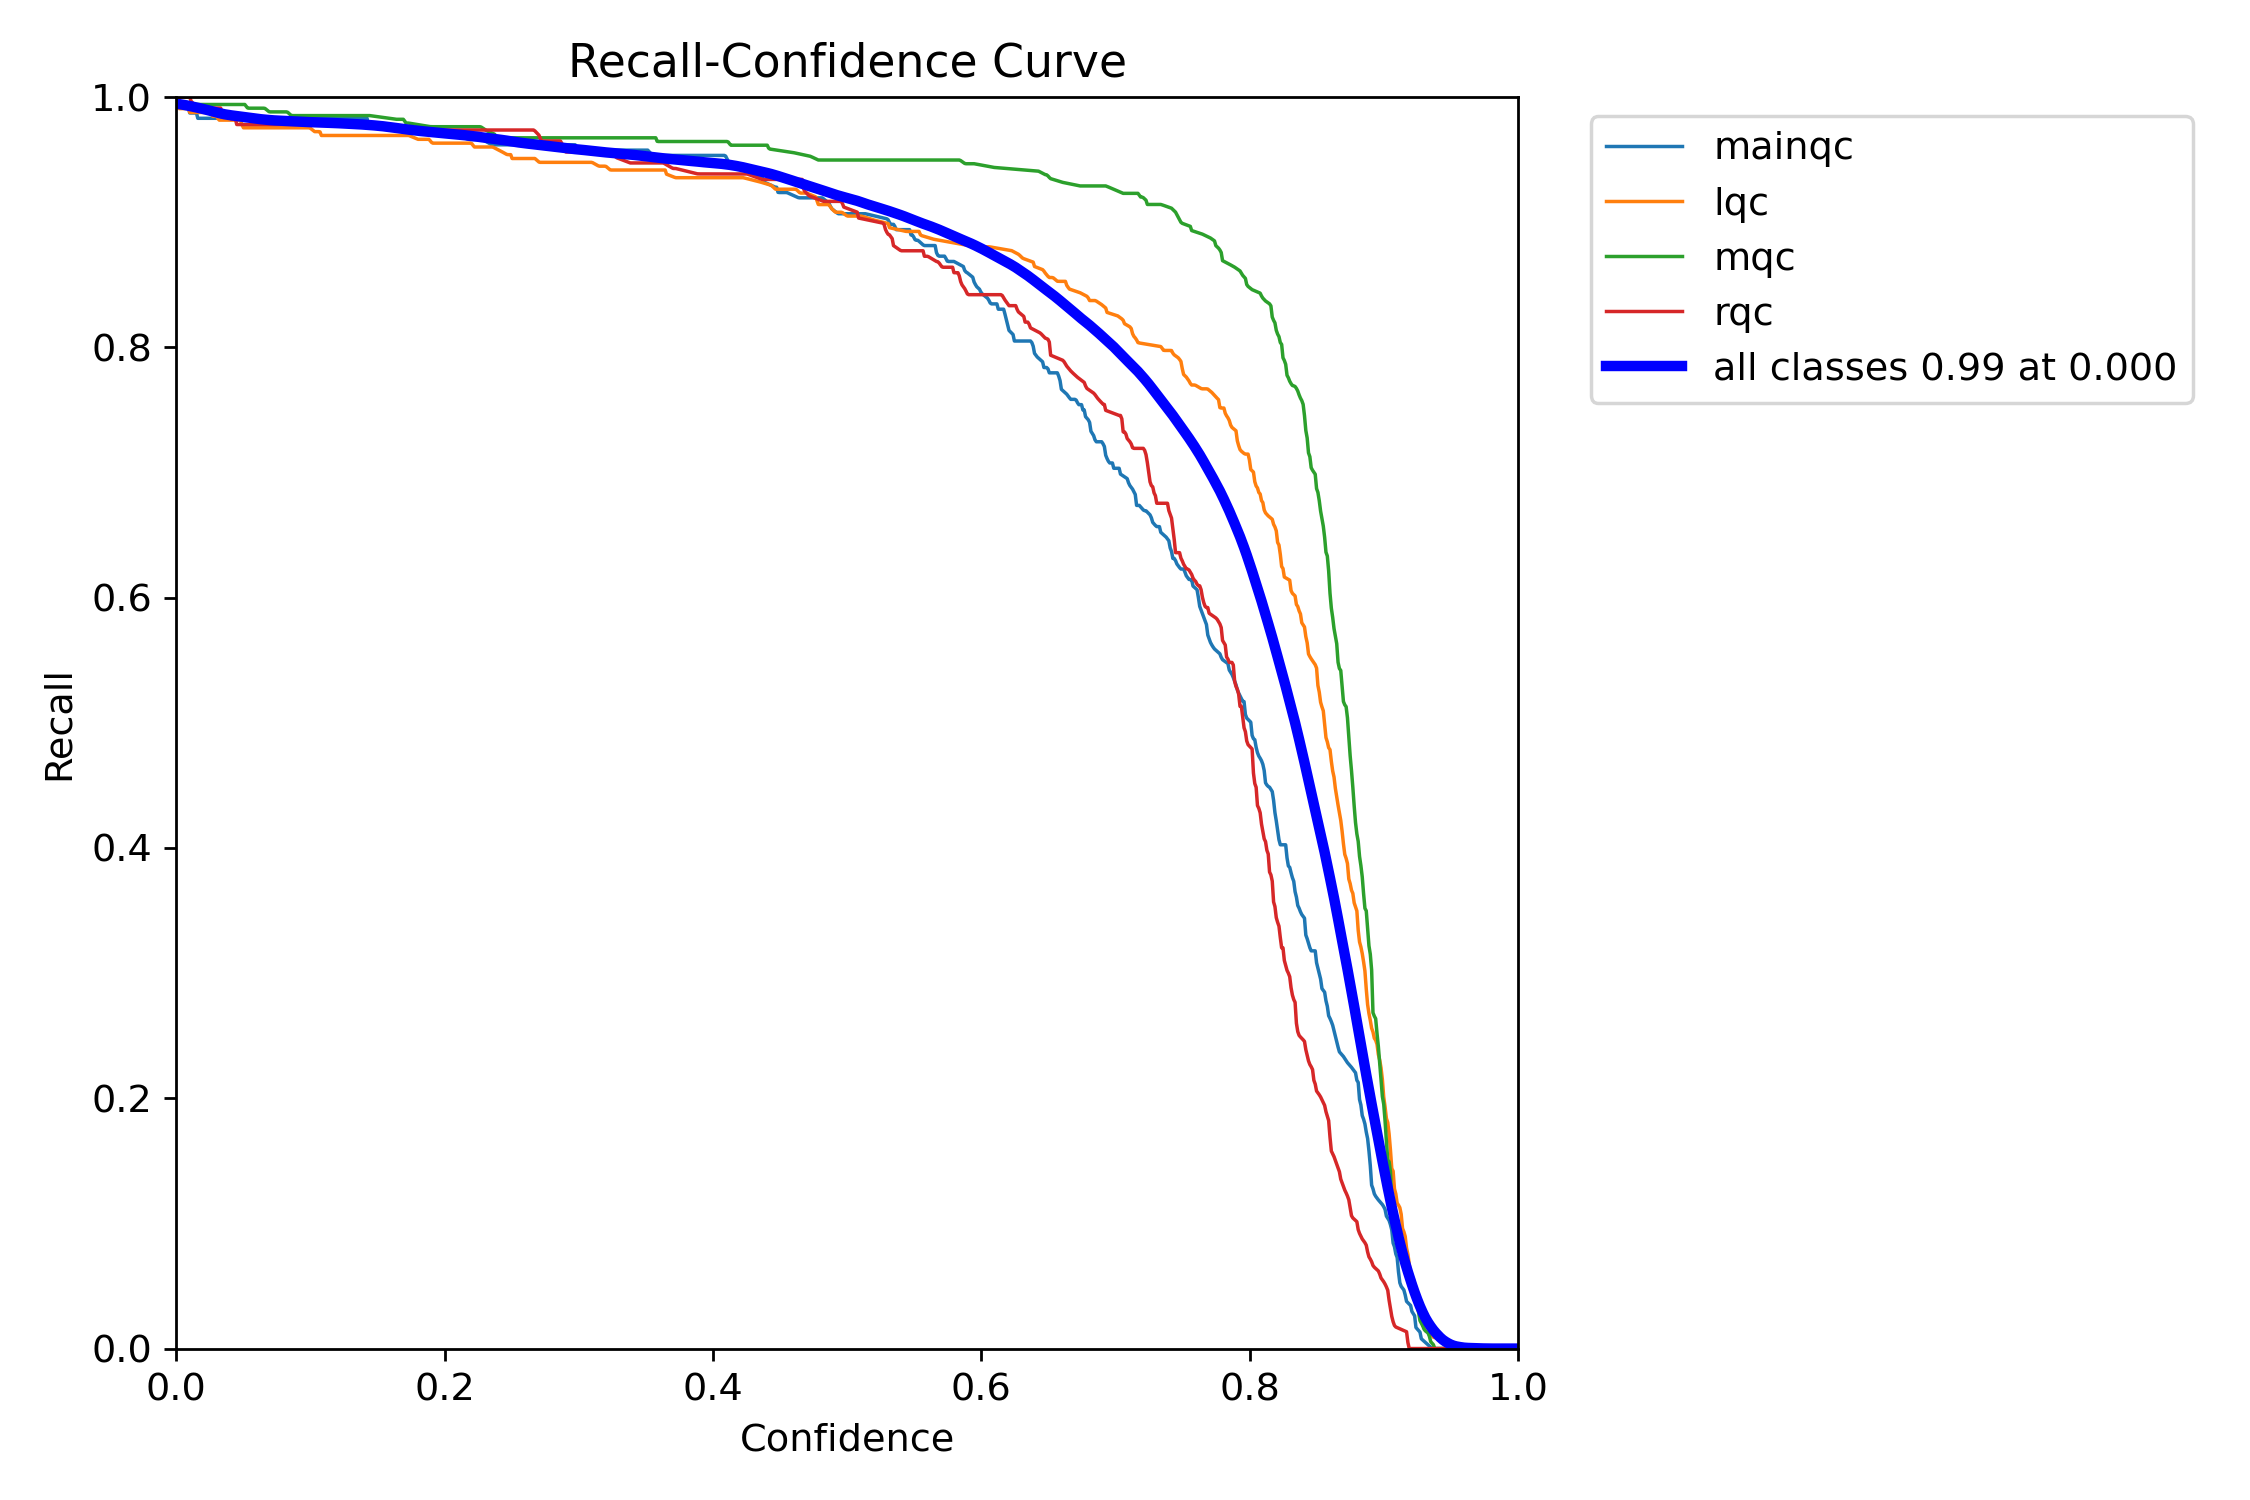 Recall-Confidence Curve
1.0
0.8
0.6
0.4
0.2
0.0
Recall
0.0 0.2 0.4 0.6 0.8 1.0
Confidence
mainqc
lqc
mqc
rqc
all classes 0.99 at 0.000